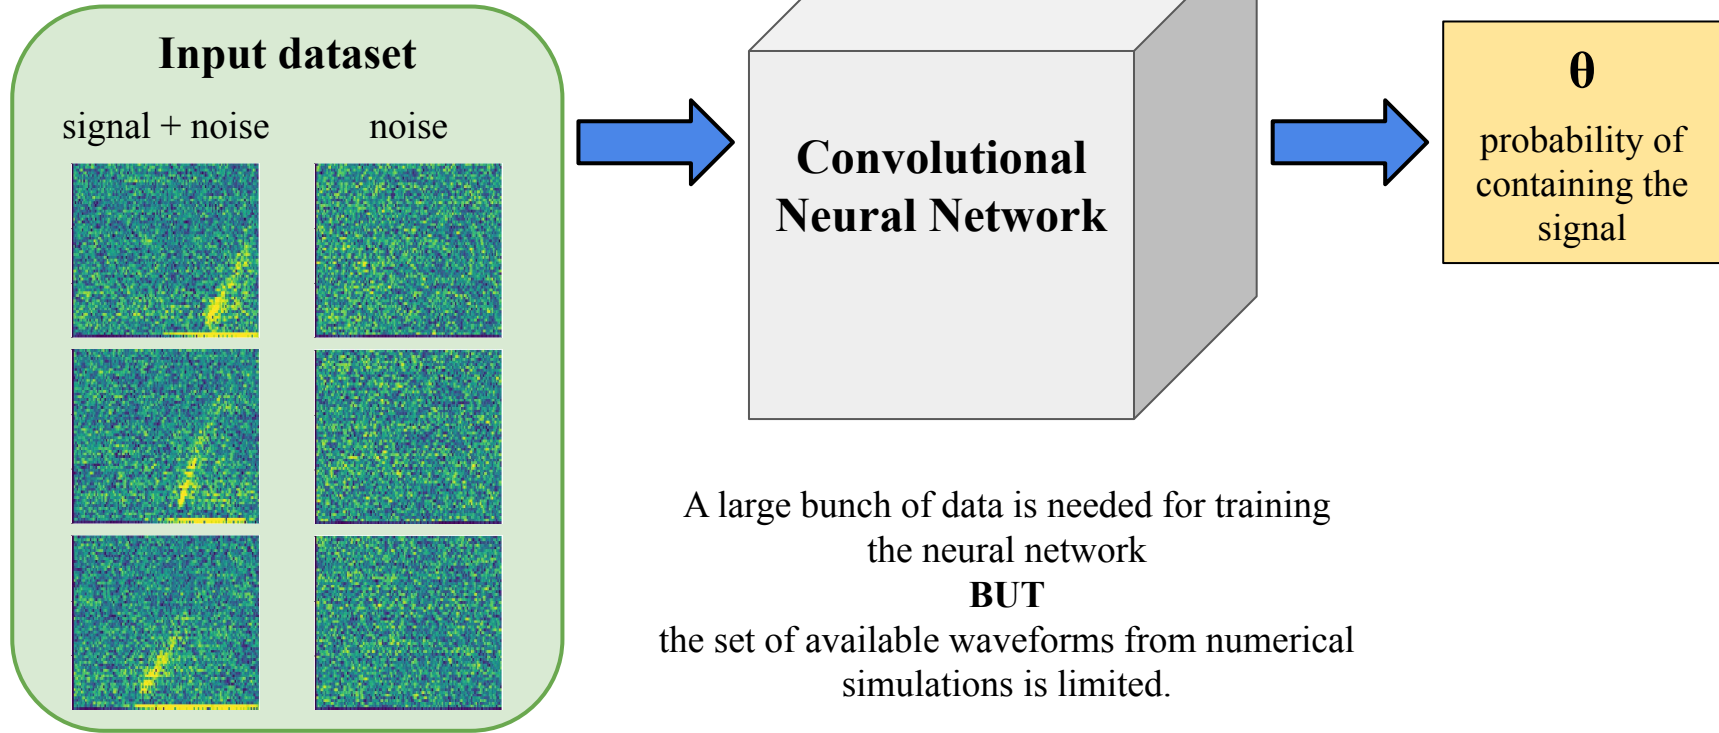 Input dataset
signal + noise
noise
Convolutional
Neural Network
θ
probability of
containing the
signal
A large bunch of data is needed for training
the neural network
BUT
the set of available waveforms from numerical
simulations is limited.